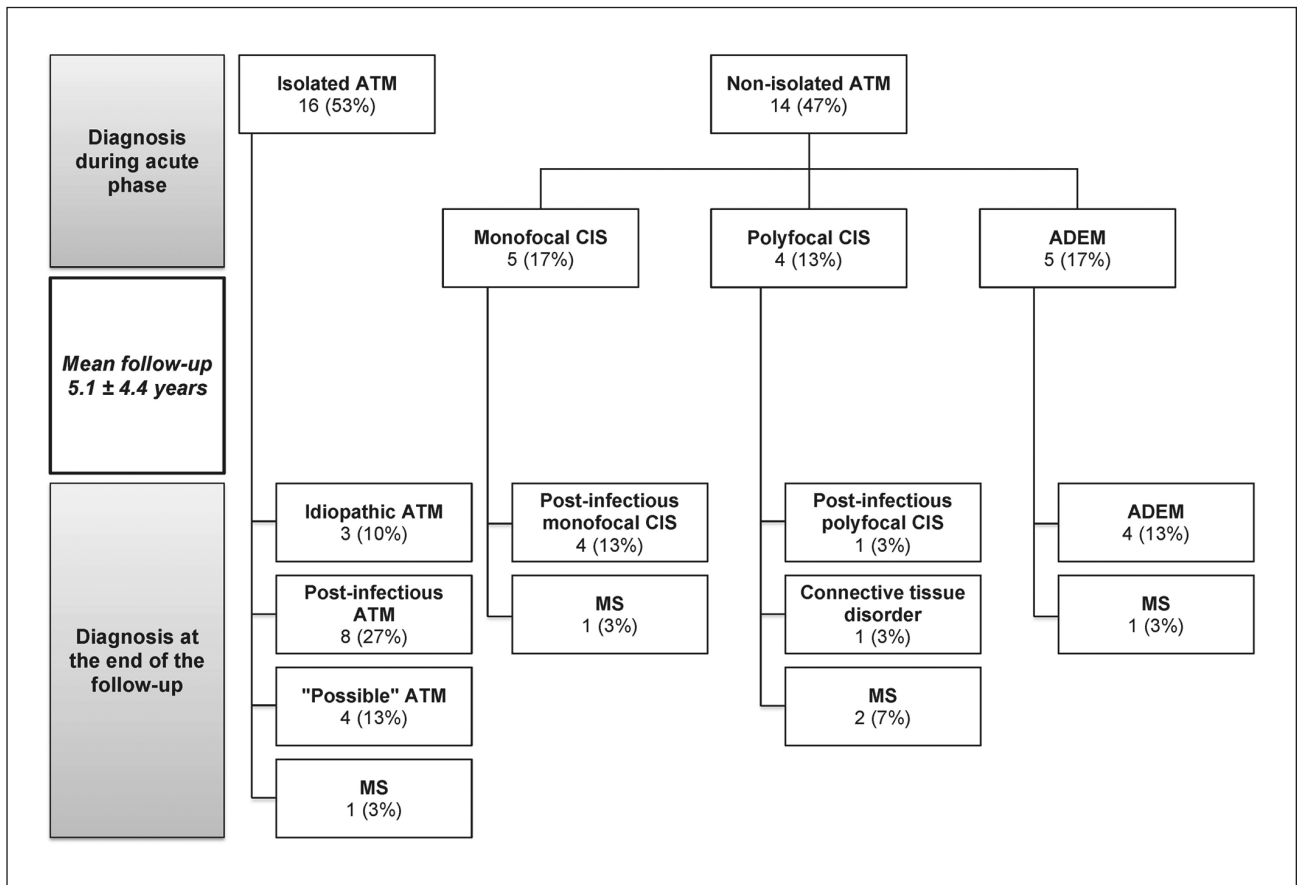 Diagnosis
during acute
phase
Isolated ATM
16 (53%)
Non-isolated ATM
14 (47%)
Monofocal CIS
5 (17%)
Polyfocal CIS
4 (13%)
ADEM
5 (17%)
Mean follow-up
5.1 ± 4.4 years
Diagnosis at
the end of the
follow-up
Idiopathic ATM
3 (10%)
Post-infectious
ATM
8 (27%)
"Possible" ATM
4 (13%)
MS
1 (3%)
Post-infectious
monofocal CIS
4 (13%)
MS
1 (3%)
Post-infectious
polyfocal CIS
1 (3%)
Connective tissue
disorder
1 (3%)
MS
2 (7%)
ADEM
4 (13%)
MS
1 (3%)